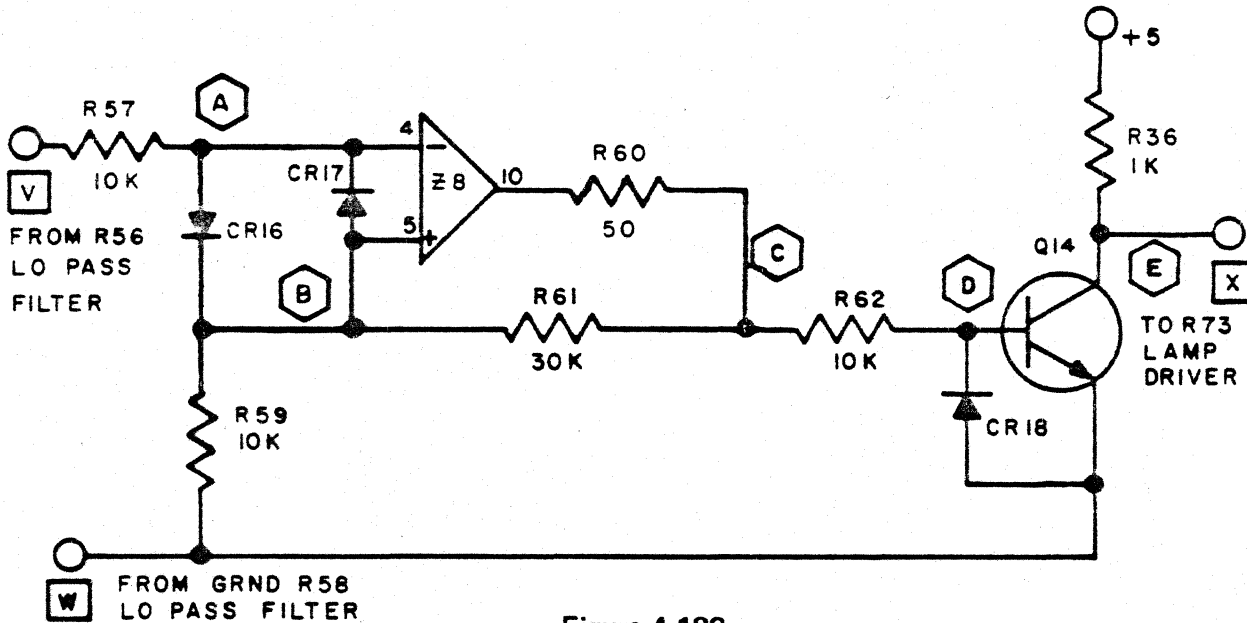 +5
R57
A
R36
1K
4
−
Z8
10
R60
CR17
10K
V
50
FROM R56
LO PASS
FILTER
CR16
5
+
C
Q14
E
B
R61
D
R62
X
30K
10K
TO R73
LAMP
DRIVER
R59
10K
CR18
W
FROM GRND R58
LO PASS FILTER